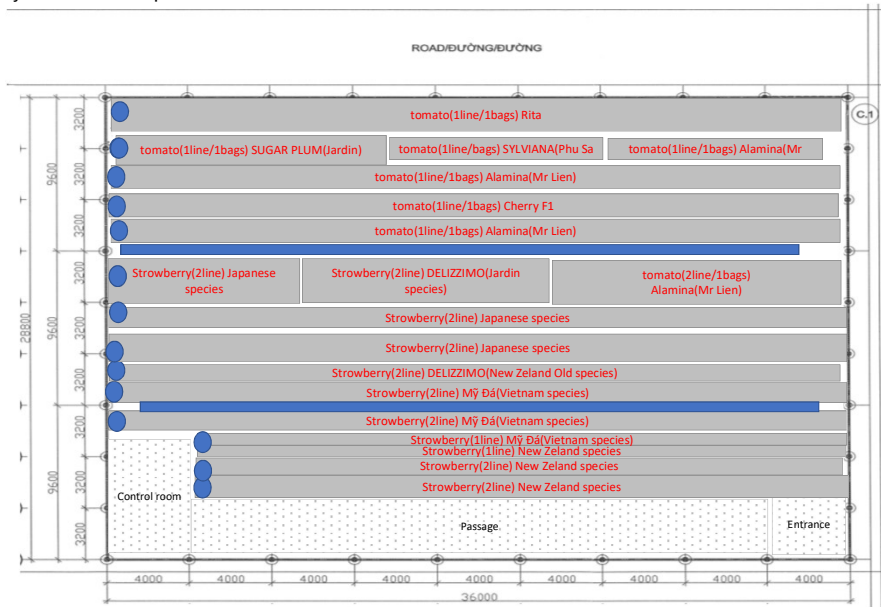 ROAD/ĐƯỜNG/ĐƯỜNG
C.1
tomato(1line/1bags) Rita
tomato(1line/1bags) SUGAR PLUM(Jardin)
tomato(1line/bags) SYLVIANA(Phu Sa
tomato(1line/1bags) Alamina(Mr
tomato(1line/1bags) Alamina(Mr Lien)
tomato(1line/1bags) Cherry F1
tomato(1line/1bags) Alamina(Mr Lien)
Strowberry(2line) Japanese
species
Strowberry(2line) DELIZZIMO(Jardin
species)
tomato(2line/1bags)
Alamina(Mr Lien)
Strowberry(2line) Japanese species
Strowberry(2line) Japanese species
Strowberry(2line) DELIZZIMO(New Zeland Old species)
Strowberry(2line) Mỹ Đá(Vietnam species)
Strowberry(2line) Mỹ Đá(Vietnam species)
Strowberry(1line) Mỹ Đá(Vietnam species)
Strowberry(1line) New Zeland species
Strowberry(2line) New Zeland species
Strowberry(2line) New Zeland species
Control room
Passage
Entrance
28800
9600
9600
9600
3200
3200
3200
3200
3200
3200
3200
3200
3200
4000 4000 4000 4000 4000 4000 4000 4000 4000
36000